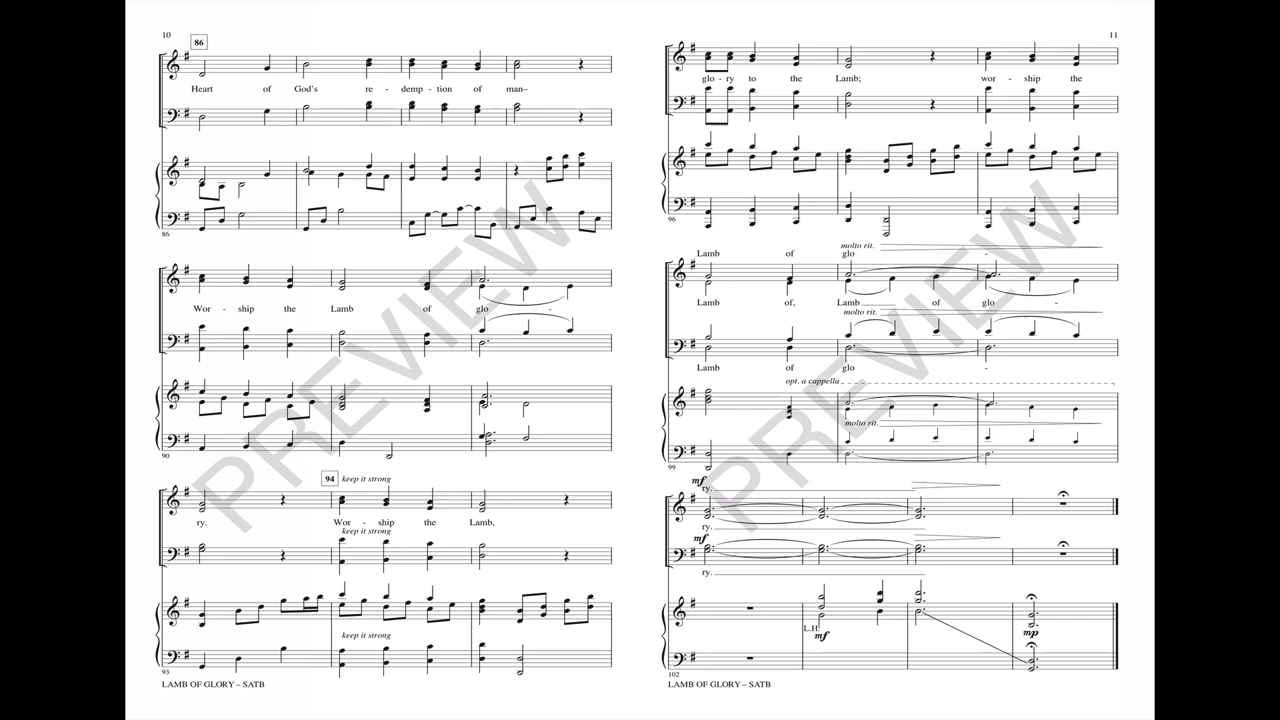 10
86
Heart of God's re - demp - tion of man–
86
Wor - ship the Lamb of glo -
90
94 keep it strong
ry. Wor - ship the Lamb,
keep it strong
keep it strong
93
LAMB OF GLORY – SATB
11
glo - ry to the Lamb; wor - ship the
96
molto rit.
Lamb of glo -
Lamb of, Lamb of glo -
molto rit.
Lamb of glo -
opt. a cappella
molto rit.
99
mf
ry.
ry.
mf
ry.
L.H.
mf
mp
102
LAMB OF GLORY – SATB
PREVIEW
PREVIEW